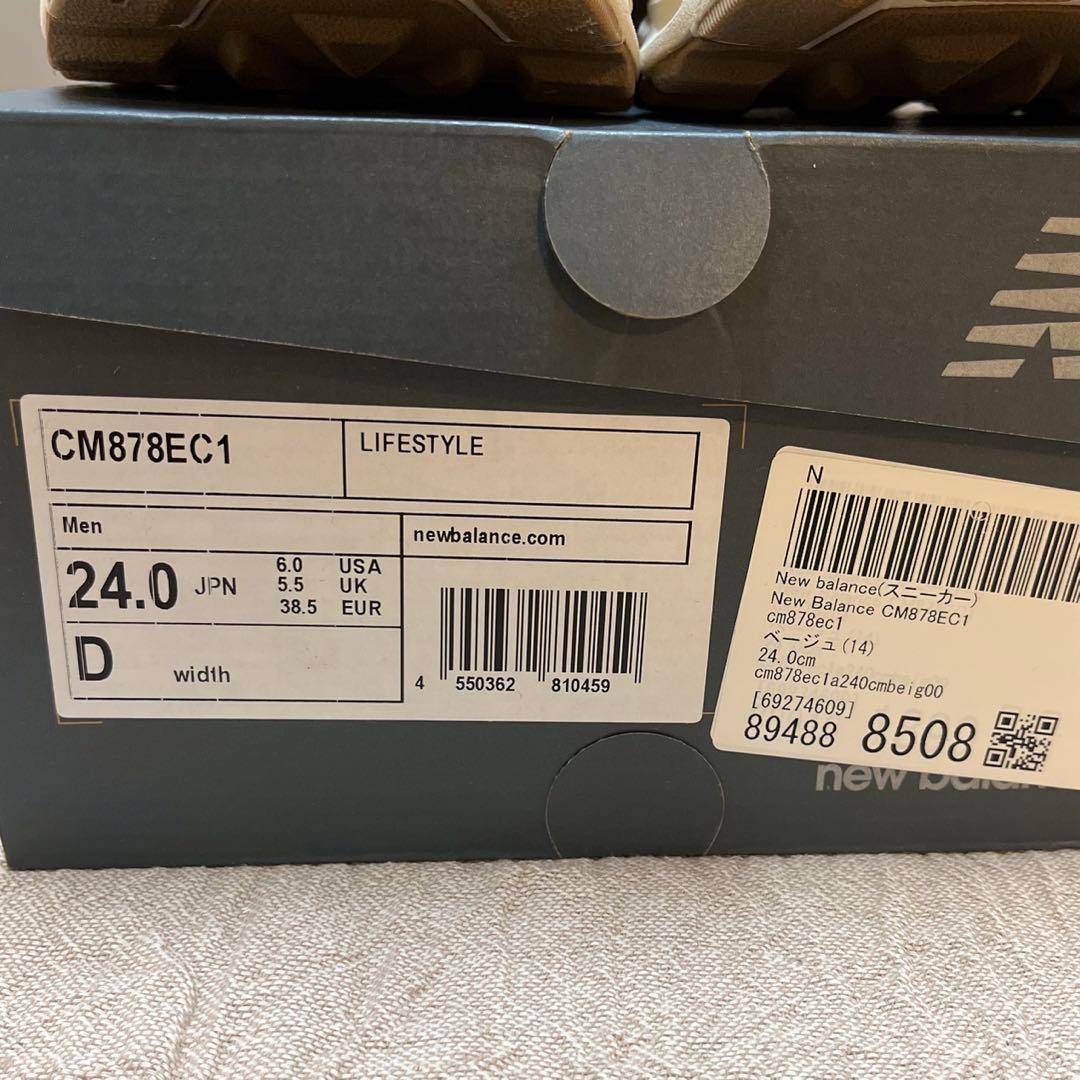 CM878EC1
LIFESTYLE
Men
newbalance.com
24.0 JPN
6.0 USA
5.5 UK
38.5 EUR
D width
4 550362 810459
N
New balance(スニーカー)
New Balance CM878EC1
cm878ec1
ベージュ(14)
24.0cm
cm878ec1a240cmbeig00
[69274609]
89488 8508
new balan